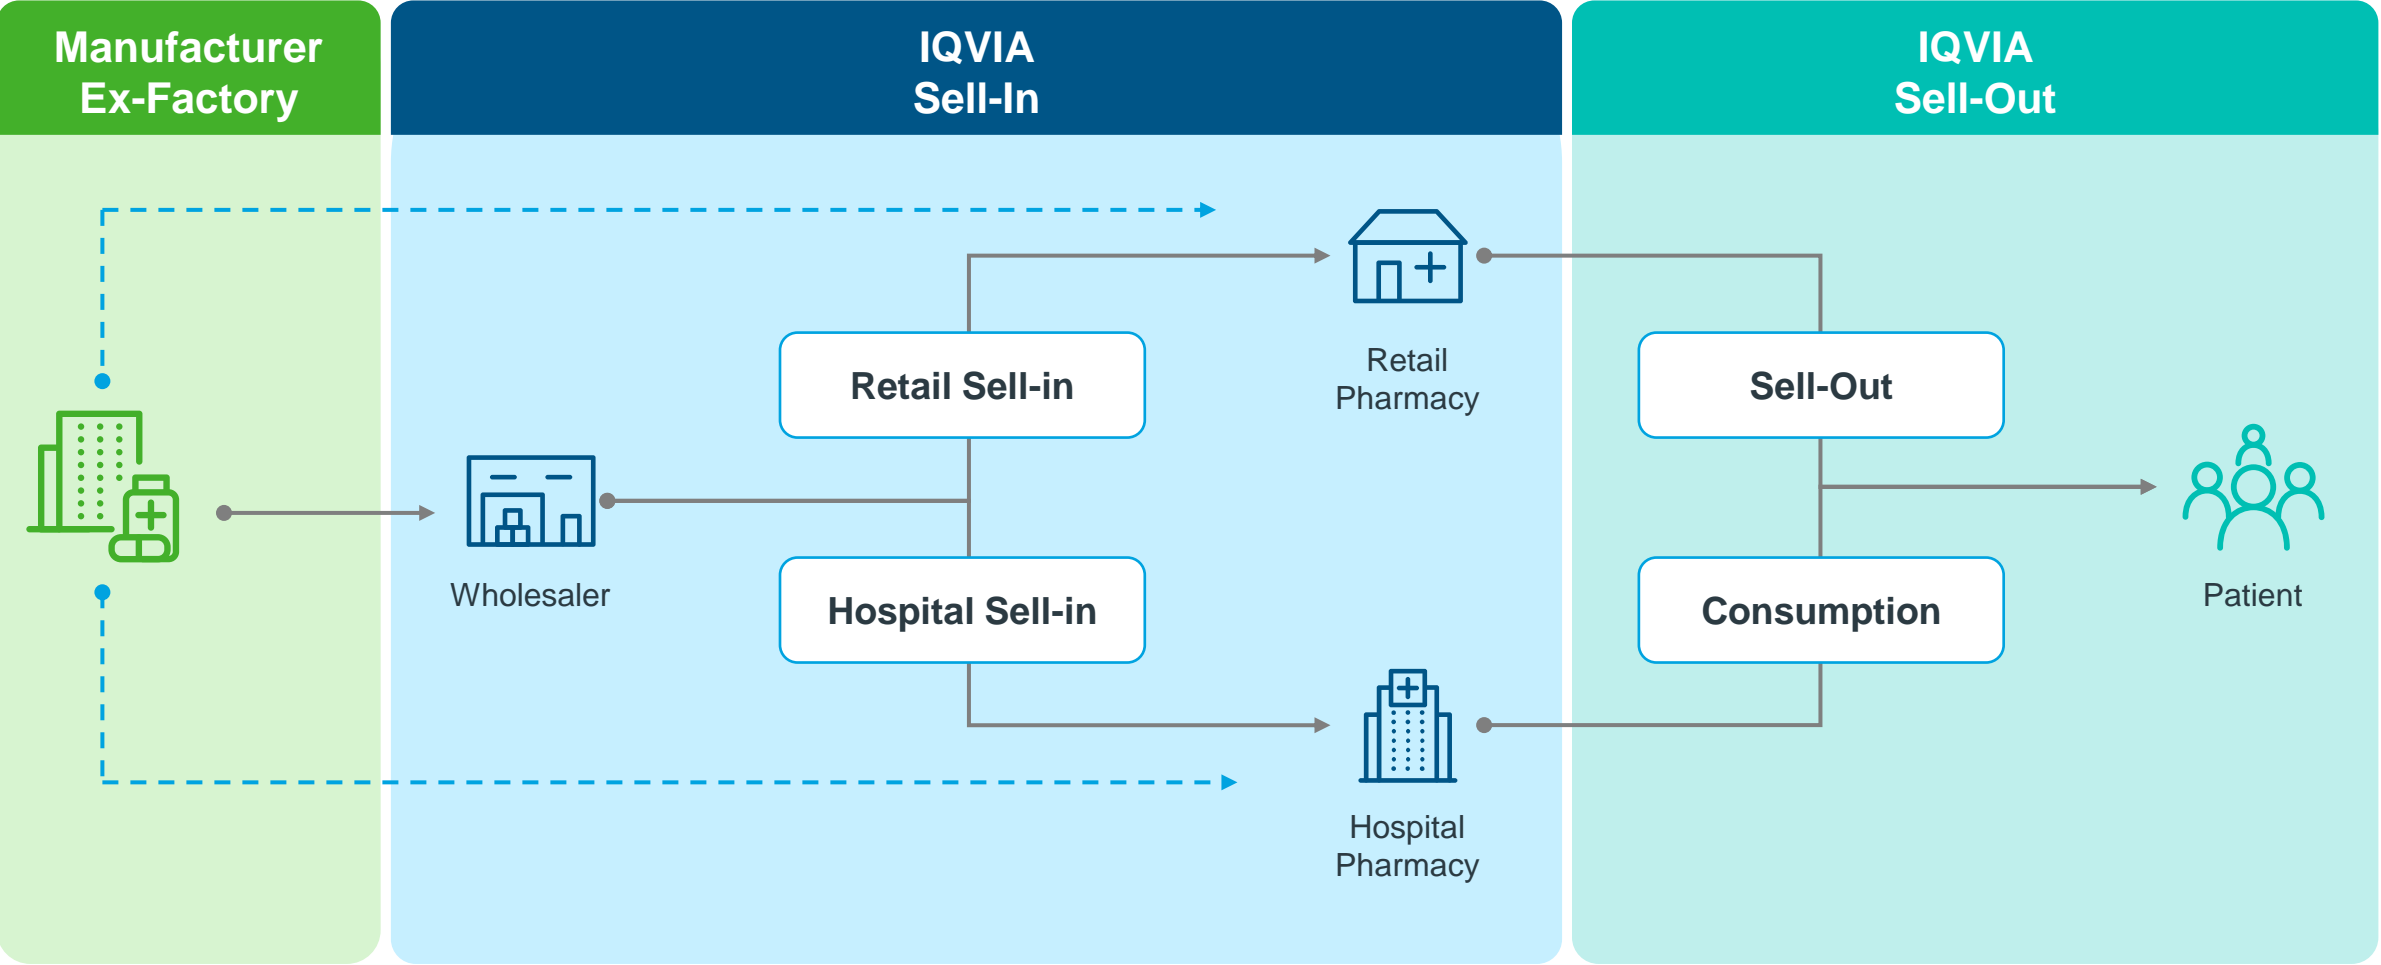 Manufacturer
Ex-Factory
IQVIA
Sell-In
IQVIA
Sell-Out
Retail Sell-in
Retail
Pharmacy
Sell-Out
Wholesaler
Hospital Sell-in
Consumption
Patient
Hospital
Pharmacy